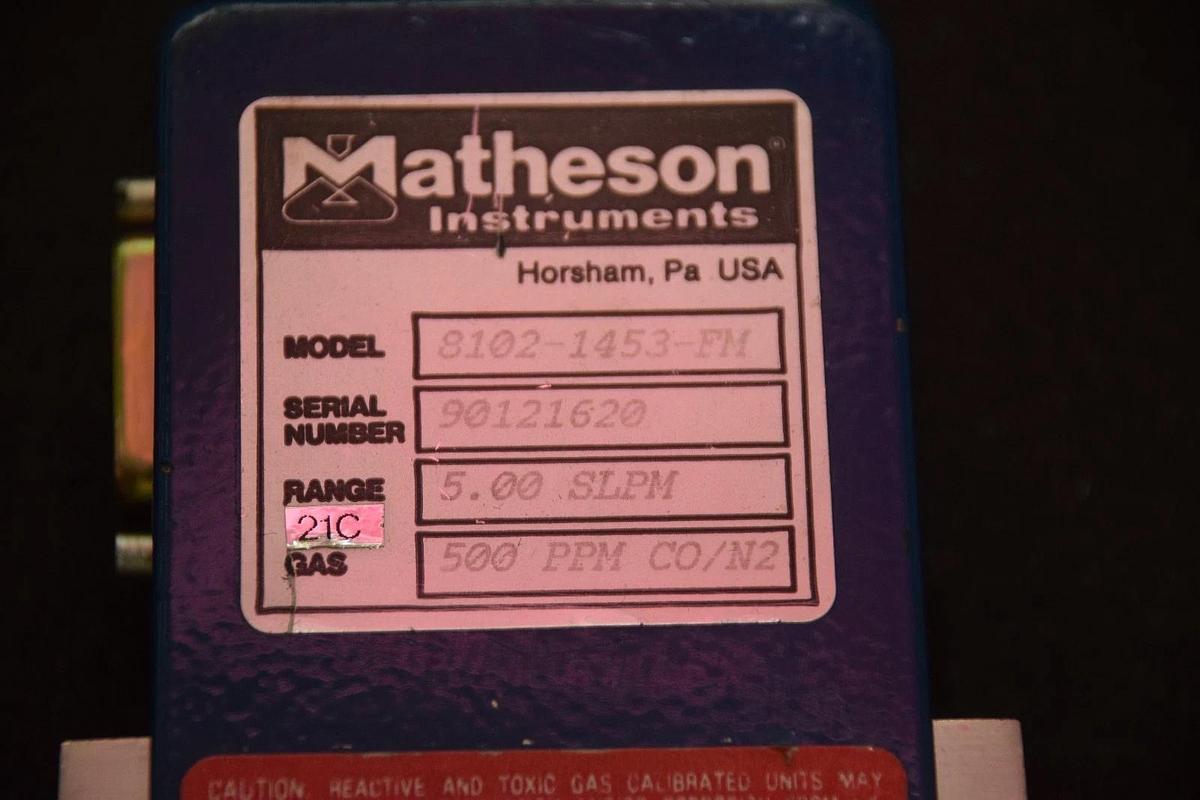 Matheson®
Instruments
Horsham, Pa USA
MODEL 8102-1453-FM
SERIAL NUMBER 90121620
RANGE 5.00 SLPM
21C
GAS 500 PPM CO/N2
CAUTION REACTIVE AND TOXIC GAS CALIBRATED UNITS MAY